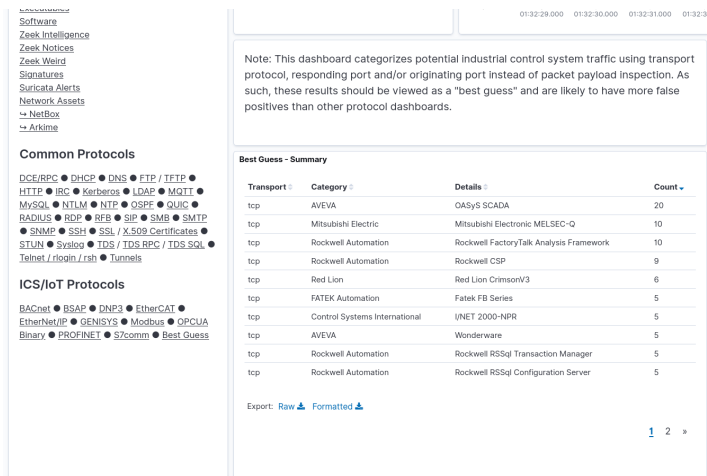 Executables
Software
Zeek Intelligence
Zeek Notices
Zeek Weird
Signatures
Suricata Alerts
Network Assets
↪ NetBox
↪ Arkime
Common Protocols
DCE/RPC ● DHCP ● DNS ● FTP / TFTP ●
HTTP ● IRC ● Kerberos ● LDAP ● MQTT ●
MySQL ● NTLM ● NTP ● OSPF ● QUIC ●
RADIUS ● RDP ● RFB ● SIP ● SMB ● SMTP
● SNMP ● SSH ● SSL / X.509 Certificates ●
STUN ● Syslog ● TDS / TDS RPC / TDS SQL ●
Telnet / rlogin / rsh ● Tunnels
ICS/IoT Protocols
BACnet ● BSAP ● DNP3 ● EtherCAT ●
EtherNet/IP ● GENISYS ● Modbus ● OPCUA
Binary ● PROFINET ● S7comm ● Best Guess
01:32:29.000 01:32:30.000 01:32:31.000 01:32:3
Note: This dashboard categorizes potential industrial control system traffic using transport
protocol, responding port and/or originating port instead of packet payload inspection. As
such, these results should be viewed as a "best guess" and are likely to have more false
positives than other protocol dashboards.
Best Guess - Summary
Transport Category Details Count
tcp AVEVA OASyS SCADA 20
tcp Mitsubishi Electric Mitsubishi Electronic MELSEC-Q 10
tcp Rockwell Automation Rockwell FactoryTalk Analysis Framework 10
tcp Rockwell Automation Rockwell CSP 9
tcp Red Lion Red Lion CrimsonV3 6
tcp FATEK Automation Fatek FB Series 5
tcp Control Systems International I/NET 2000-NPR 5
tcp AVEVA Wonderware 5
tcp Rockwell Automation Rockwell RSSql Transaction Manager 5
tcp Rockwell Automation Rockwell RSSql Configuration Server 5
Export: Raw Formatted
1 2 »